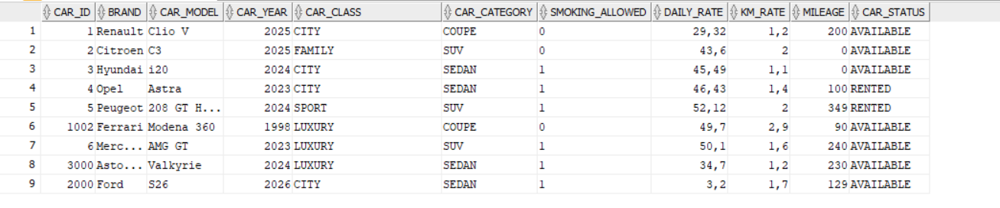 CAR_ID BRAND CAR_MODEL CAR_YEAR CAR_CLASS CAR_CATEGORY SMOKING_ALLOWED DAILY_RATE KM_RATE MILEAGE CAR_STATUS
1 1 Renault Clio V 2025 CITY COUPE 0 29,32 1,2 200 AVAILABLE
2 2 Citroen C3 2025 FAMILY SUV 0 43,6 2 0 AVAILABLE
3 3 Hyundai i20 2024 CITY SEDAN 1 45,49 1,1 0 AVAILABLE
4 4 Opel Astra 2023 CITY SEDAN 1 46,43 1,4 100 RENTED
5 5 Peugeot 208 GT H... 2024 SPORT SUV 1 52,12 2 349 RENTED
6 1002 Ferrari Modena 360 1998 LUXURY COUPE 0 49,7 2,9 90 AVAILABLE
7 6 Merc... AMG GT 2023 LUXURY SUV 1 50,1 1,6 240 AVAILABLE
8 3000 Asto... Valkyrie 2024 LUXURY SEDAN 1 34,7 1,2 230 AVAILABLE
9 2000 Ford S26 2026 CITY SEDAN 1 3,2 1,7 129 AVAILABLE